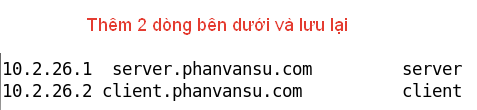 Thêm 2 dòng bên dưới và lưu lại
10.2.26.1  server.phanvansu.com         server
10.2.26.2 client.phanvansu.com          client